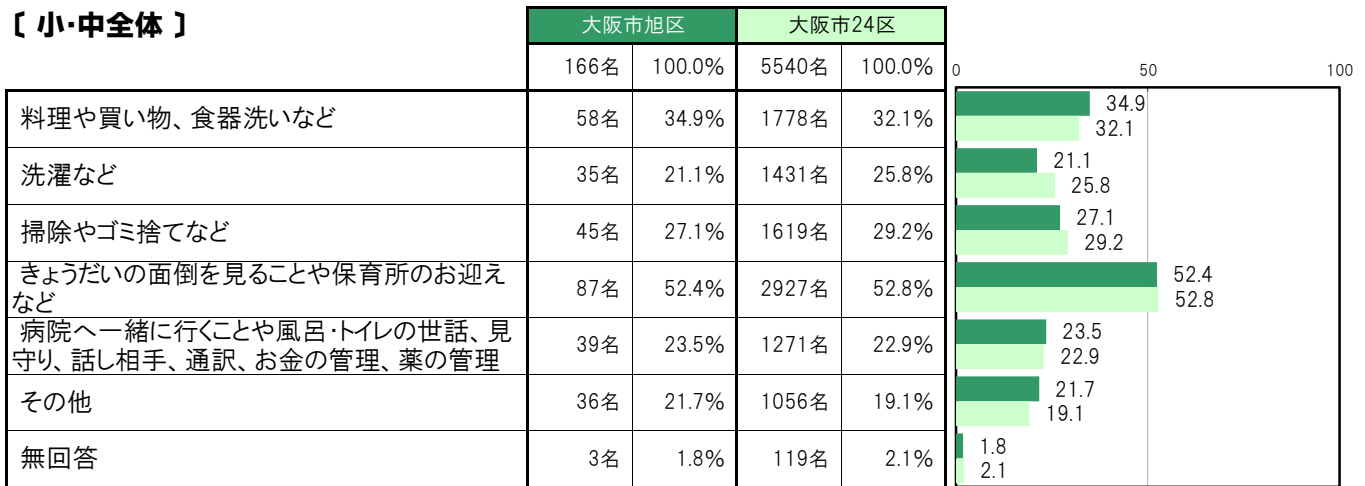 〔 小・中全体 〕
大阪市旭区 大阪市24区
166名 100.0% 5540名 100.0%
0 50 100
料理や買い物、食器洗いなど 58名 34.9% 1778名 32.1%
34.9
32.1
洗濯など 35名 21.1% 1431名 25.8%
21.1
25.8
掃除やゴミ捨てなど 45名 27.1% 1619名 29.2%
27.1
29.2
きょうだいの面倒を見ることや保育所のお迎え
など
87名 52.4% 2927名 52.8%
52.4
52.8
病院へ一緒に行くことや風呂・トイレの世話、見
守り、話し相手、通訳、お金の管理、薬の管理
39名 23.5% 1271名 22.9%
23.5
22.9
その他 36名 21.7% 1056名 19.1%
21.7
19.1
無回答 3名 1.8% 119名 2.1%
1.8
2.1